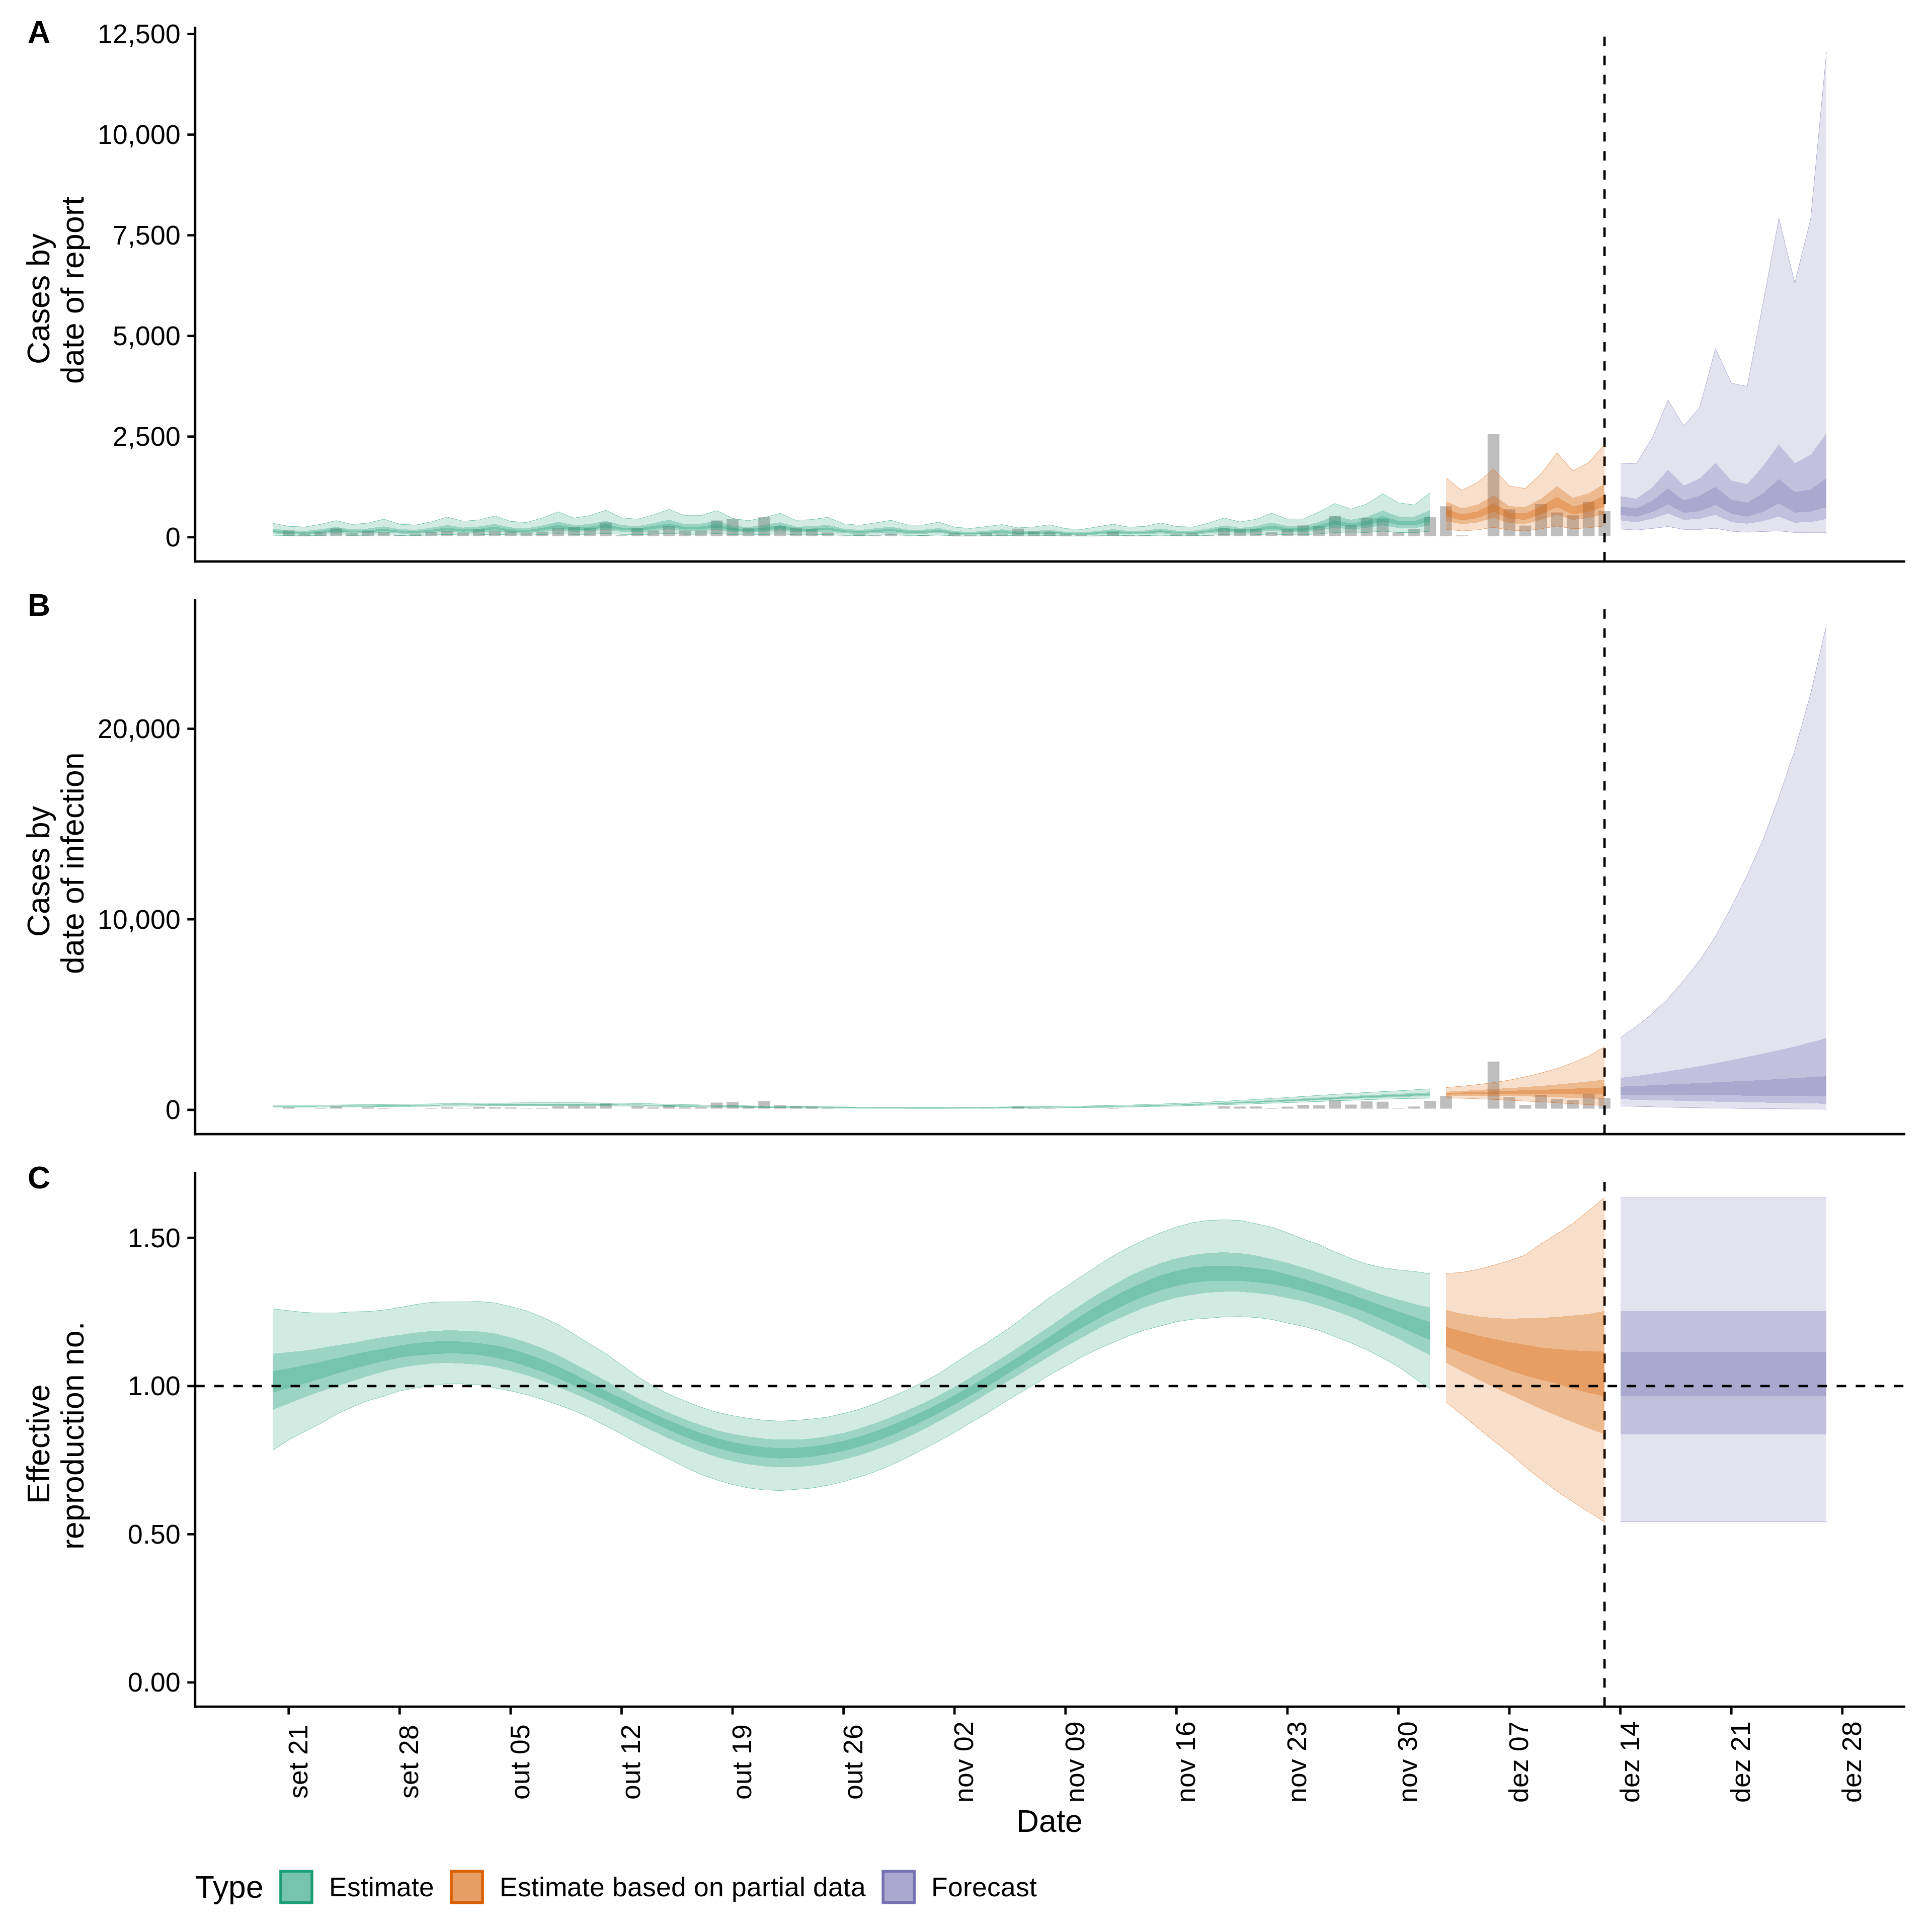 A
12,500
10,000
7,500
5,000
2,500
0
Cases by
date of report
B
20,000
10,000
0
Cases by
date of infection
C
1.50
1.00
0.50
0.00
Effective
reproduction no.
set 21
set 28
out 05
out 12
out 19
out 26
nov 02
nov 09
nov 16
nov 23
nov 30
dez 07
dez 14
dez 21
dez 28
Date
Type Estimate Estimate based on partial data Forecast